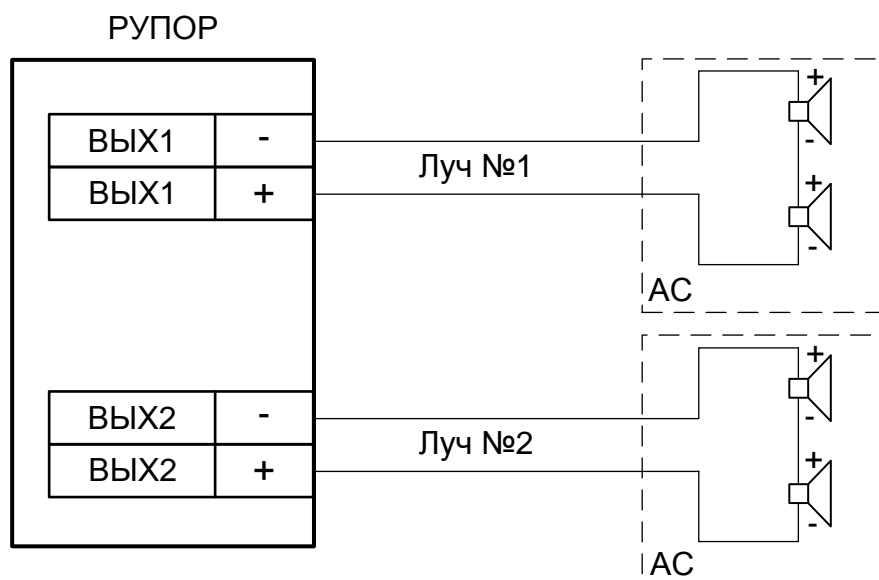 РУПОР
ВЫХ1 -
ВЫХ1 +
Луч №1
+
-
+
-
АС
ВЫХ2 -
ВЫХ2 +
Луч №2
+
-
+
-
АС